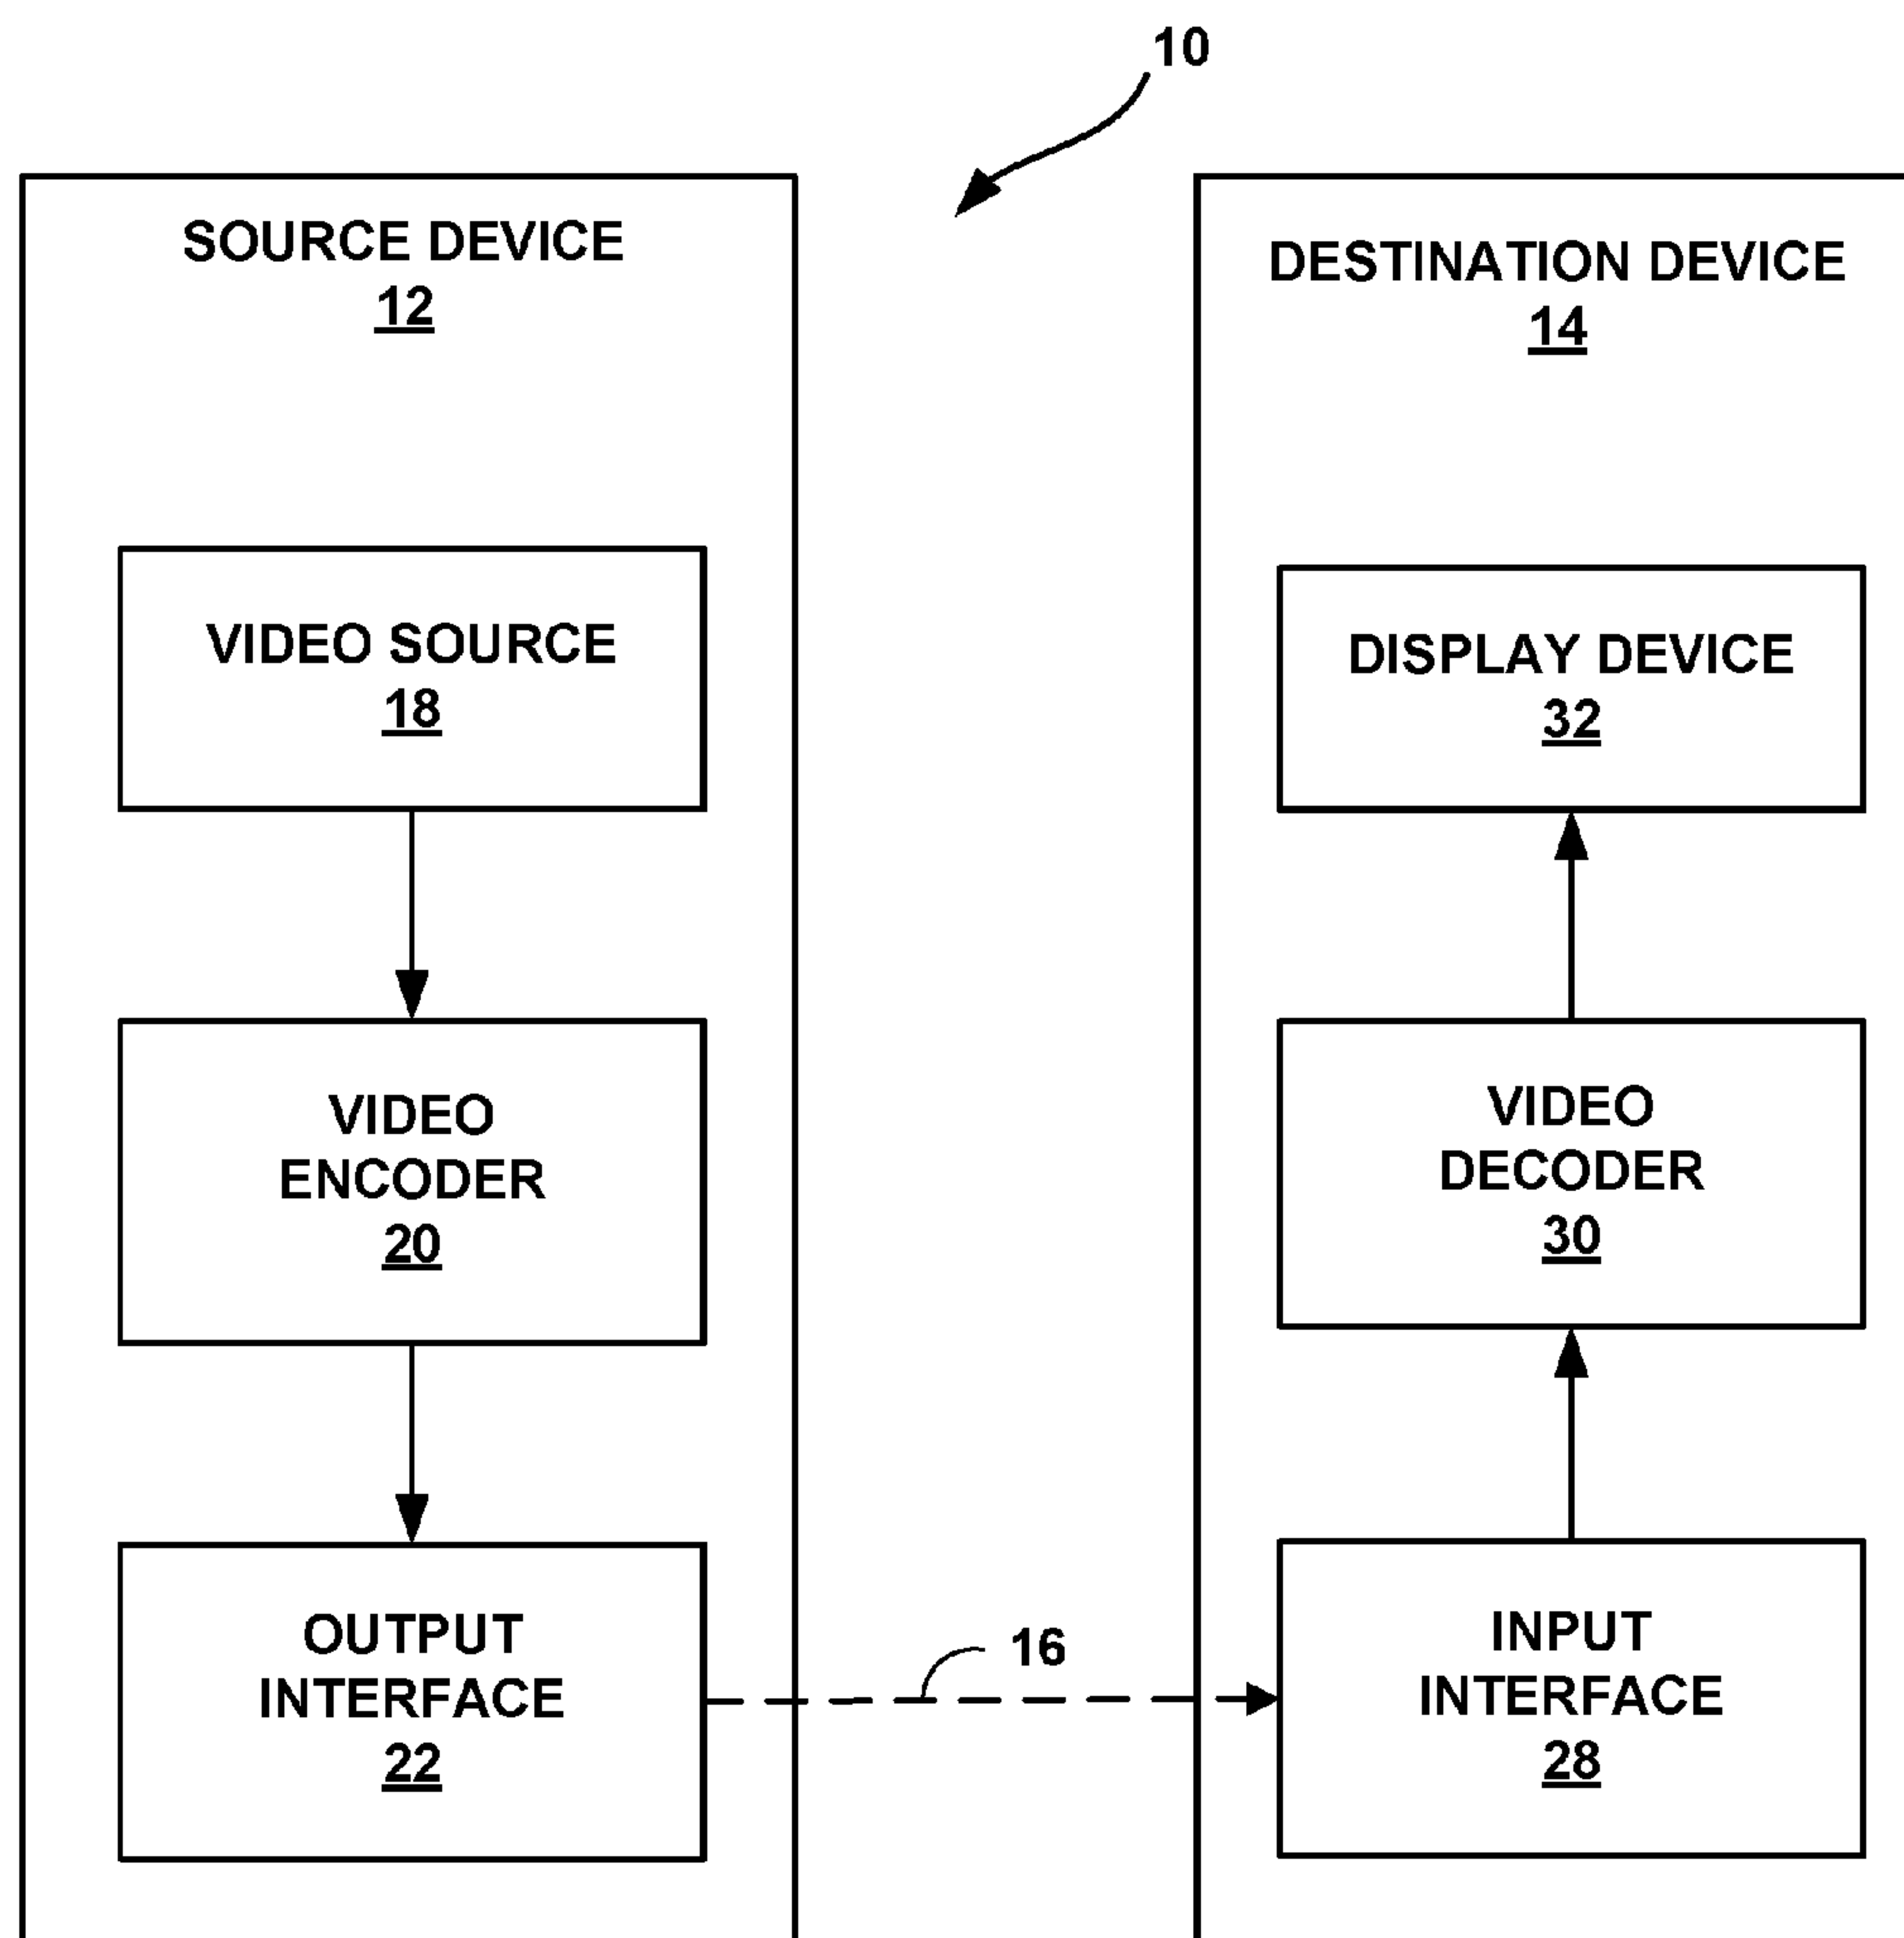 10
SOURCE DEVICE
12
VIDEO SOURCE
18
VIDEO
ENCODER
20
OUTPUT
INTERFACE
22
16
DESTINATION DEVICE
14
DISPLAY DEVICE
32
VIDEO
DECODER
30
INPUT
INTERFACE
28